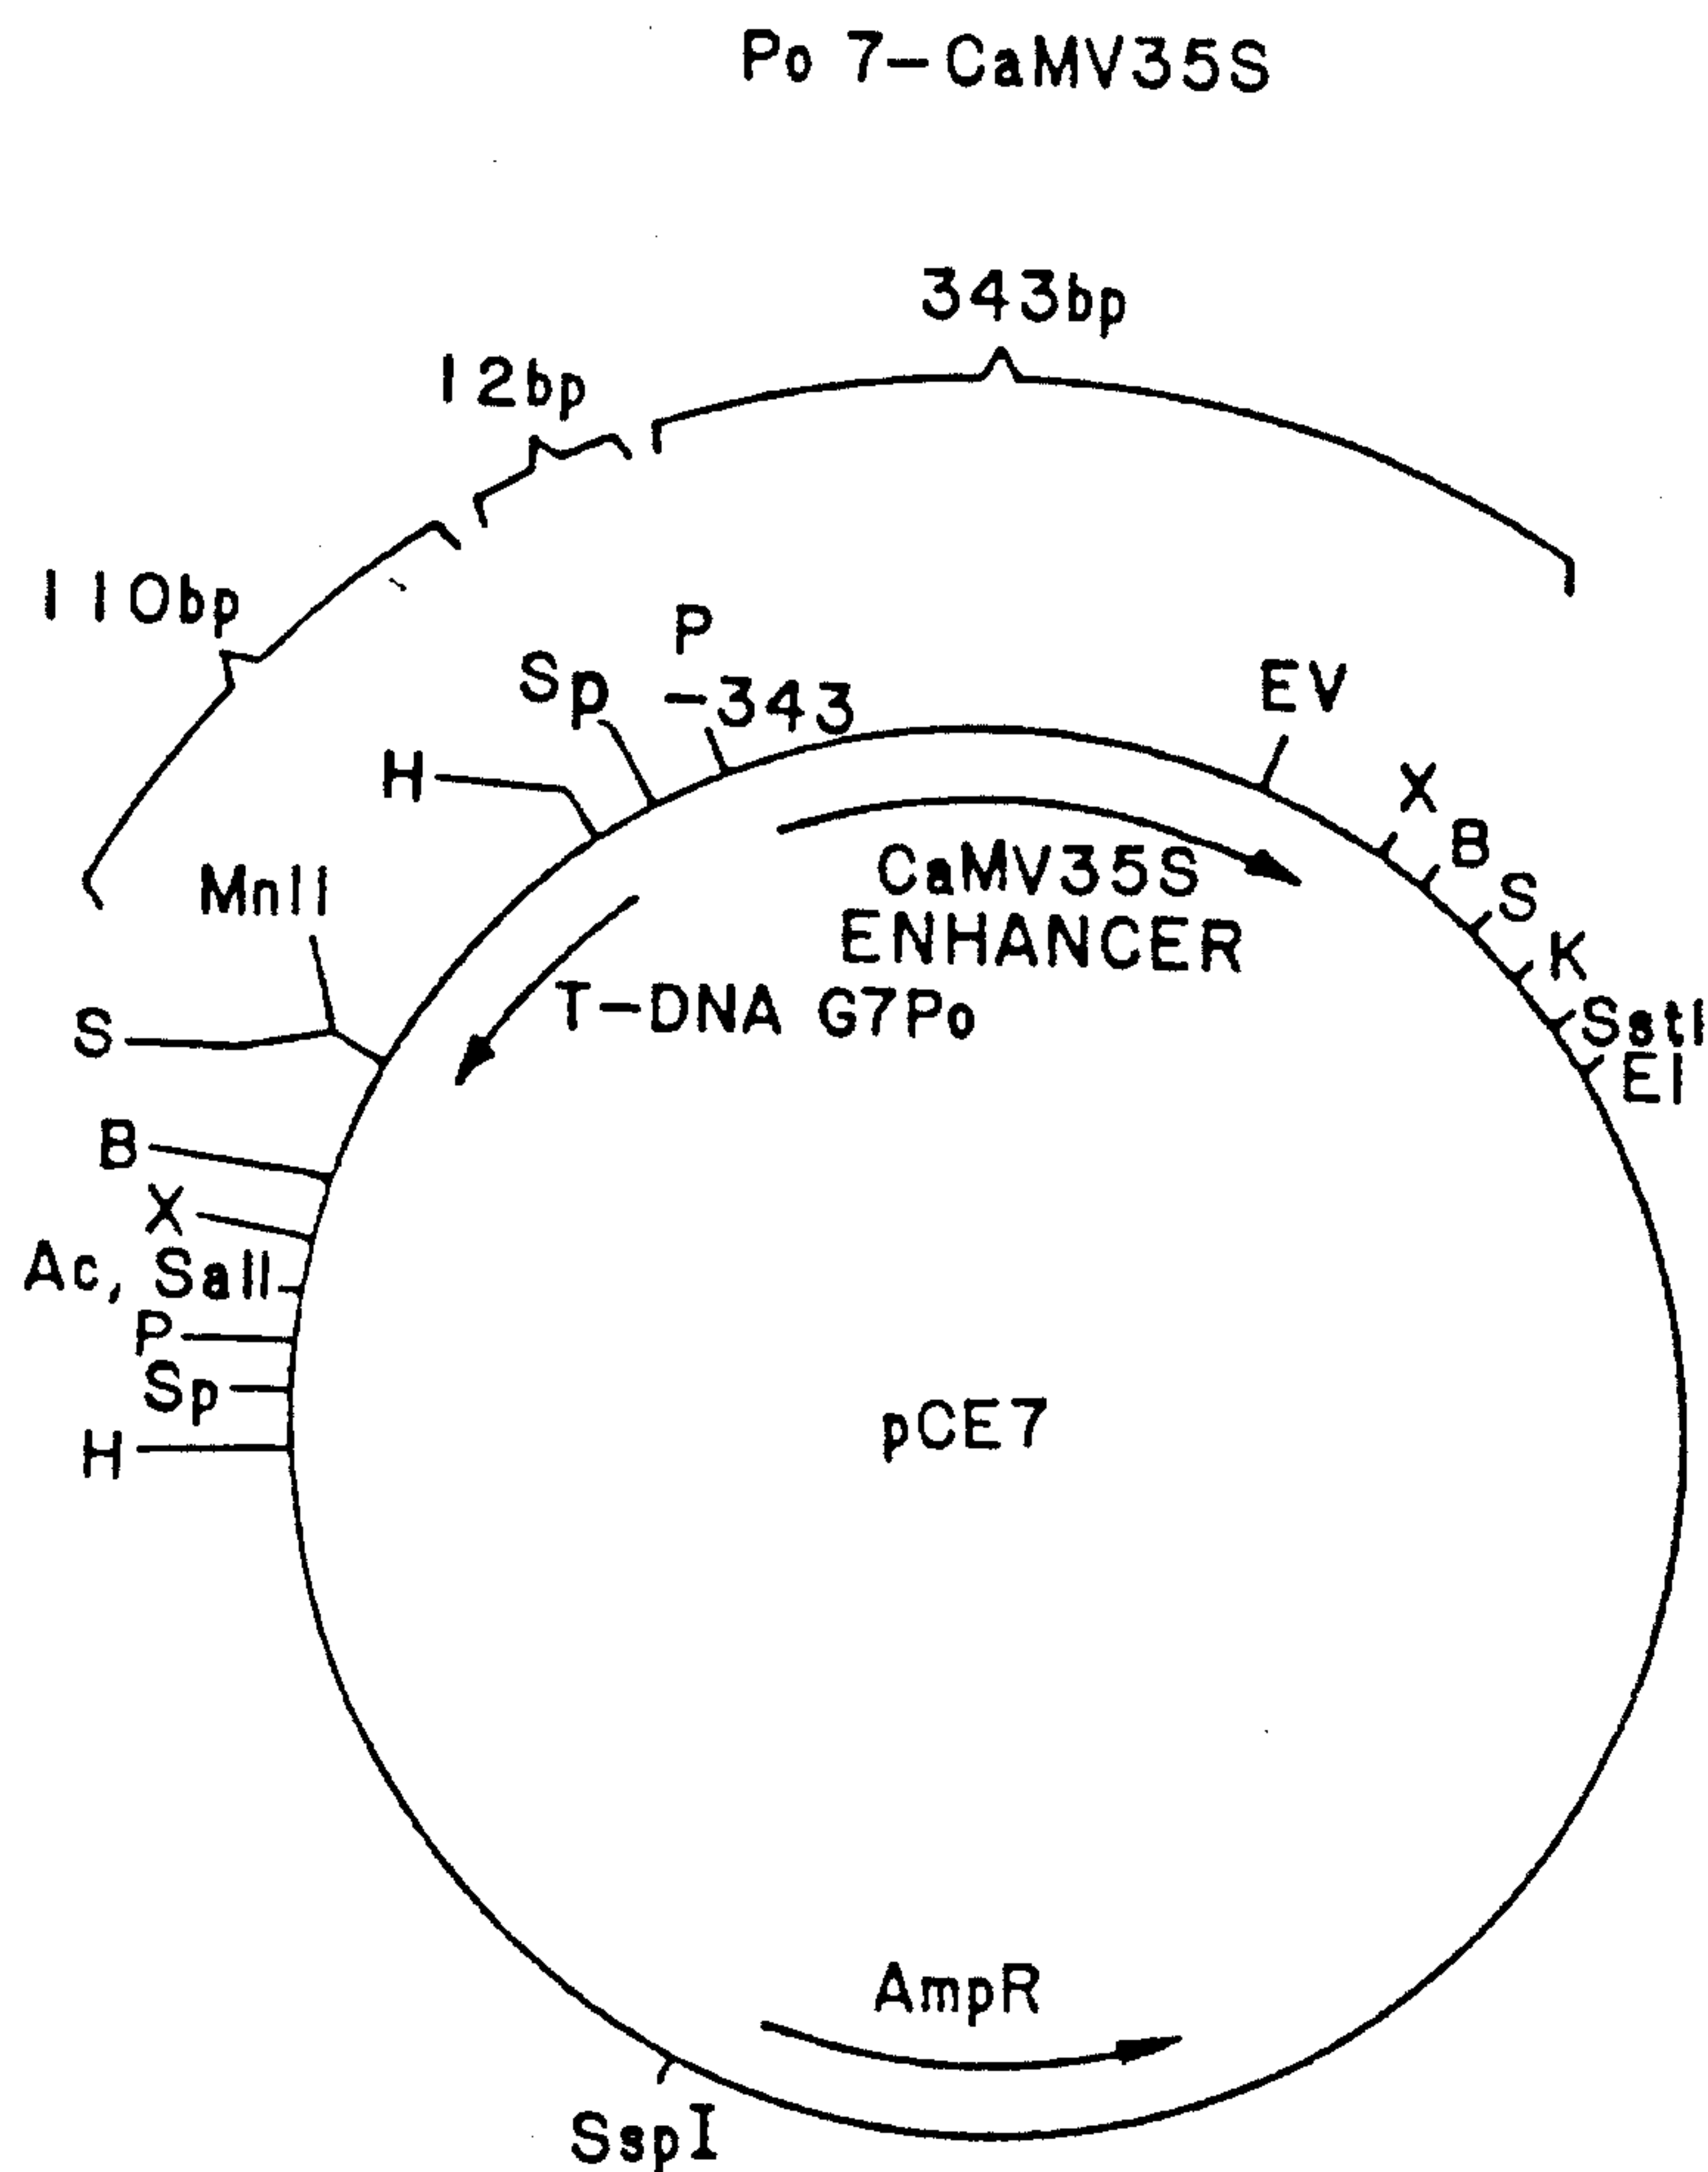 Po 7-CaMV35S
343bp
12bp
110bp
P
-343
Sp
EV
H
X
B
S
K
SstI
EI
CaMV35S
ENHANCER
MnlI
T-DNA G7Po
S
B
X
Ac, SalI
P
Sp
H
pCE7
AmpR
SspI